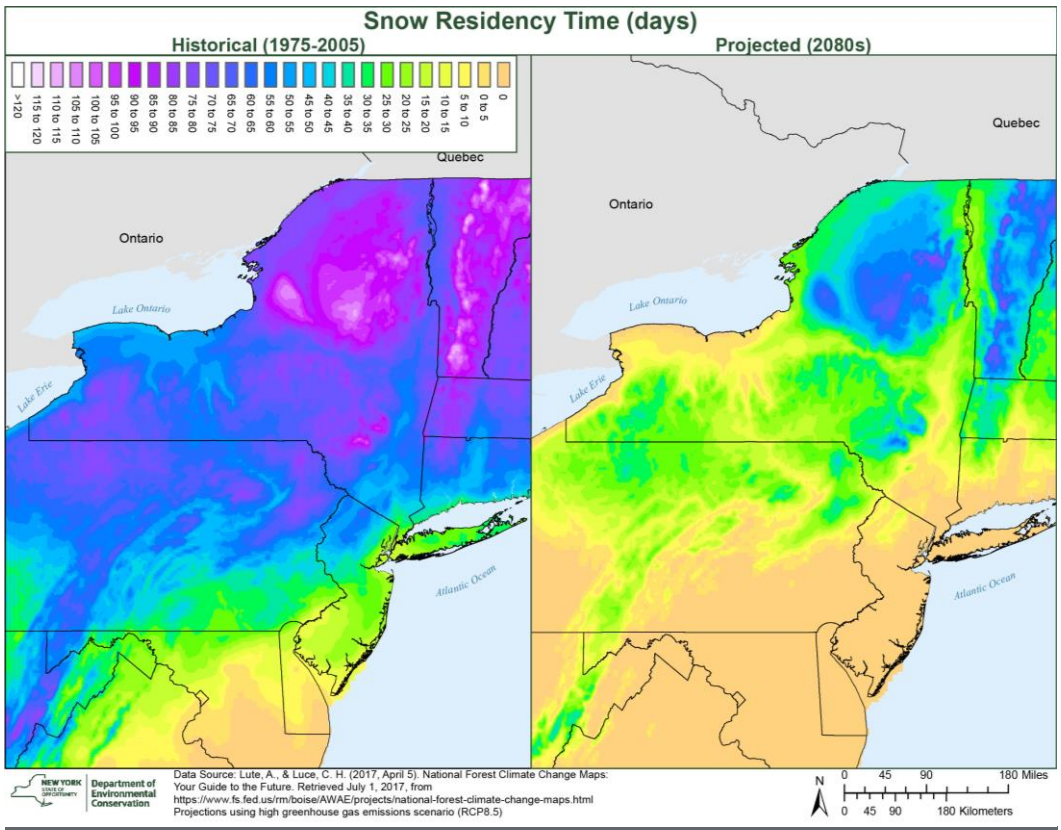 Snow Residency Time (days)
Historical (1975-2005)
Projected (2080s)
>120
115 to 120
110 to 115
105 to 110
100 to 105
95 to 100
90 to 95
85 to 90
80 to 85
75 to 80
70 to 75
65 to 70
60 to 65
55 to 60
50 to 55
45 to 50
40 to 45
35 to 40
30 to 35
25 to 30
20 to 25
15 to 20
10 to 15
5 to 10
0 to 5
0
Quebec
Ontario
Lake Ontario
Lake Erie
Atlantic Ocean
Quebec
Ontario
Lake Ontario
Lake Erie
Atlantic Ocean
NEW YORK
STATE OF
OPPORTUNITY
Department of
Environmental
Conservation
Data Source: Lute, A., & Luce, C. H. (2017, April 5). National Forest Climate Change Maps:
Your Guide to the Future. Retrieved July 1, 2017, from
https://www.fs.fed.us/rm/boise/AWAE/projects/national-forest-climate-change-maps.html
Projections using high greenhouse gas emissions scenario (RCP8.5)
N
0 45 90 180 Miles
0 45 90 180 Kilometers